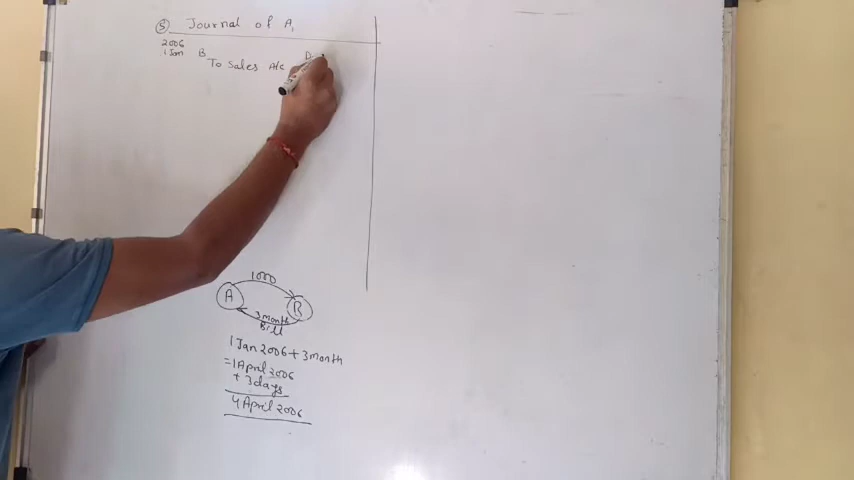 5 Journal of A,
2006
1 Jan B D
To Sales A/c
1000
A B
3 month
Bill
1 Jan 2006 + 3 month
= 1 April 2006
+ 3 days
4 April 2006